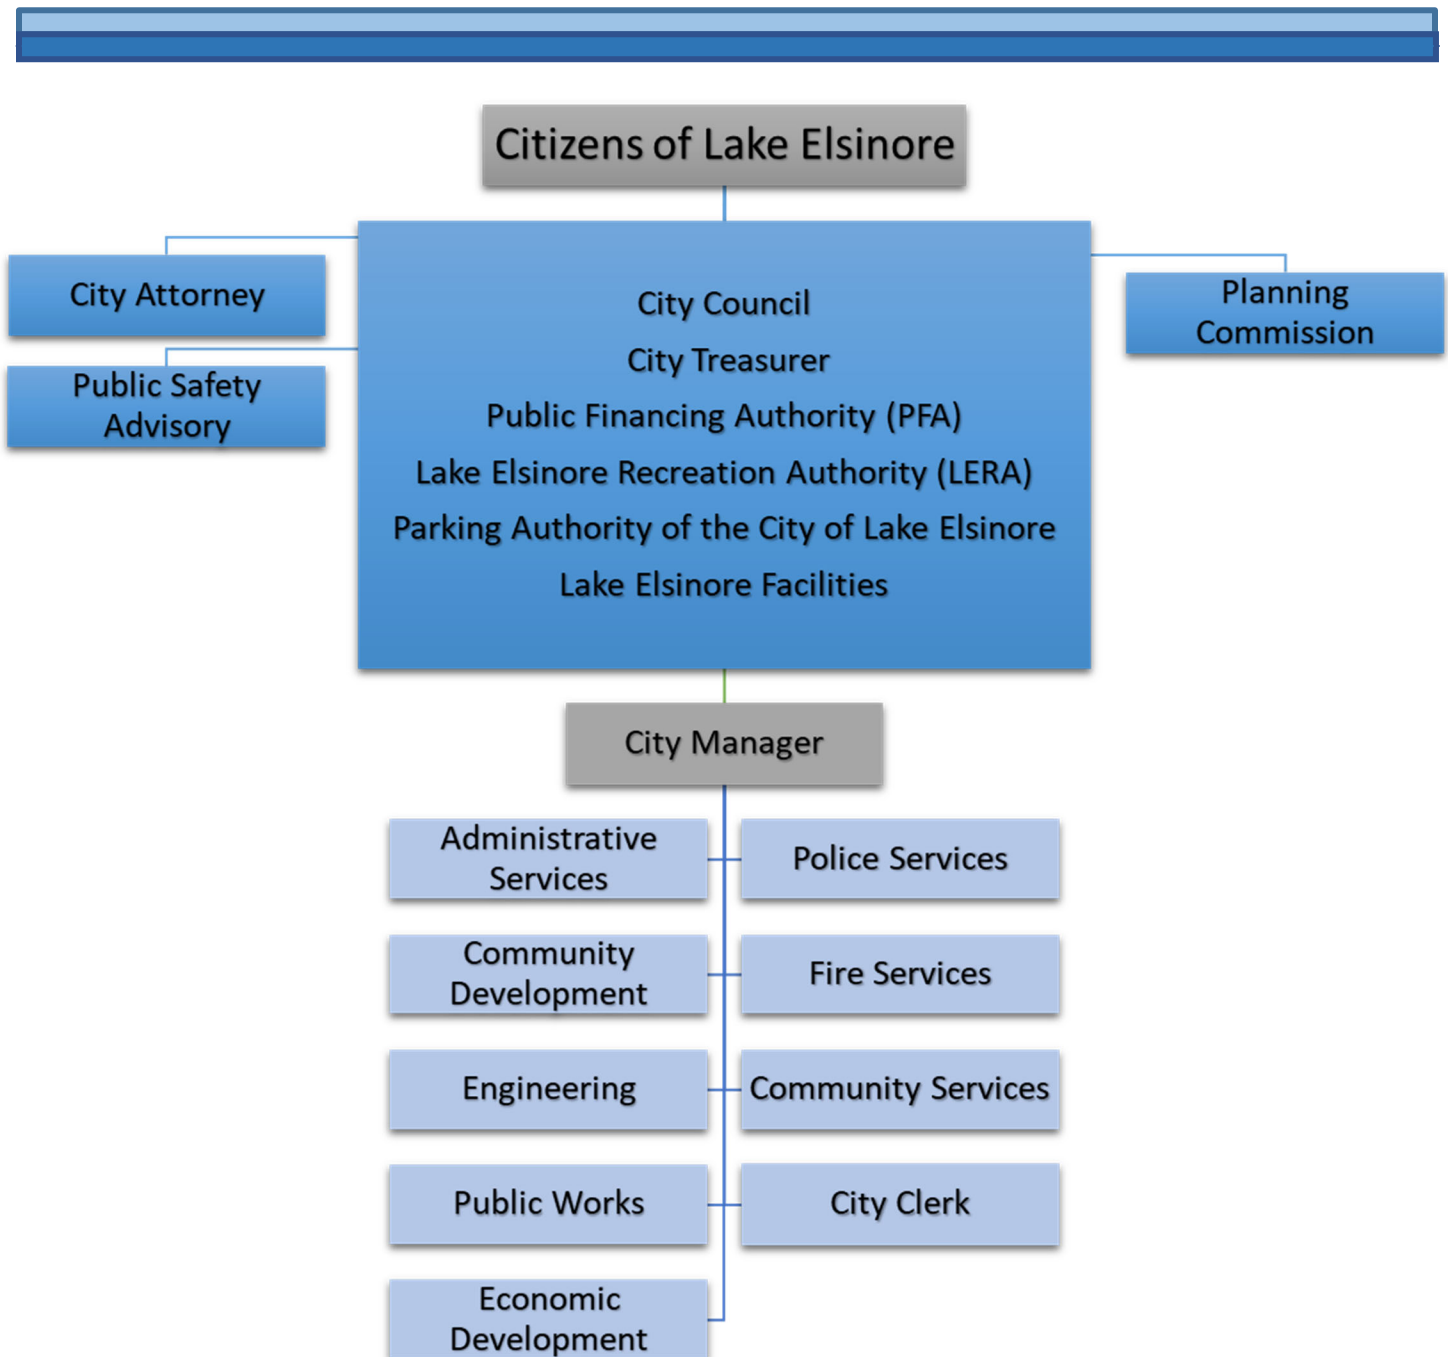 Citizens of Lake Elsinore
City Attorney
Public Safety
Advisory
City Council
City Treasurer
Public Financing Authority (PFA)
Lake Elsinore Recreation Authority (LERA)
Parking Authority of the City of Lake Elsinore
Lake Elsinore Facilities
Planning
Commission
City Manager
Administrative
Services
Police Services
Community
Development
Fire Services
Engineering
Community Services
Public Works
City Clerk
Economic
Development